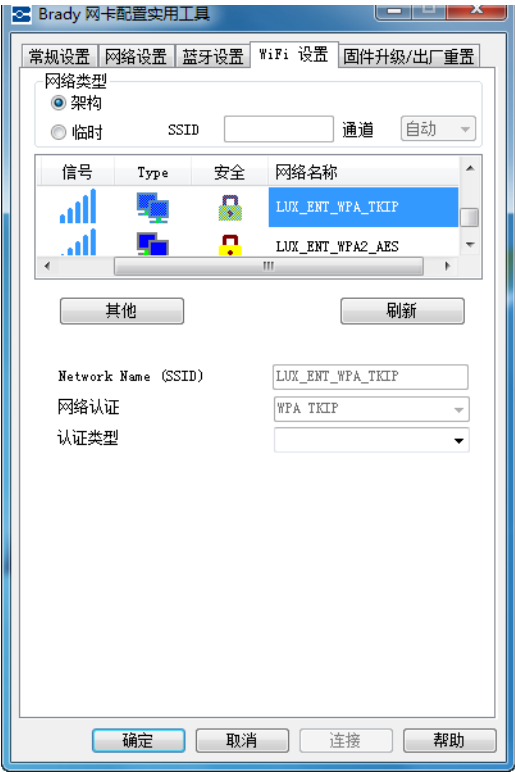 Brady 网卡配置实用工具
常规设置 网络设置 蓝牙设置 WiFi 设置 固件升级/出厂重置
网络类型
架构
临时 SSID 通道 自动
信号 Type 安全 网络名称
LUX_ENT_WPA_TKIP
LUX_ENT_WPA2_AES
其他 刷新
Network Name (SSID) LUX_ENT_WPA_TKIP
网络认证 WPA TKIP
认证类型
确定 取消 连接 帮助